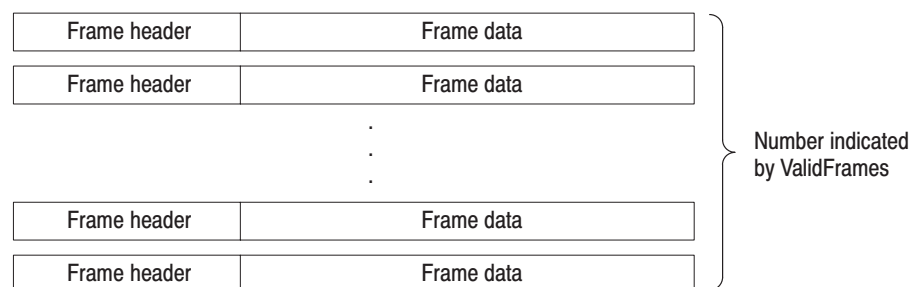 Frame header Frame data
Frame header Frame data
.
.
.
Number indicated
by ValidFrames
Frame header Frame data
Frame header Frame data